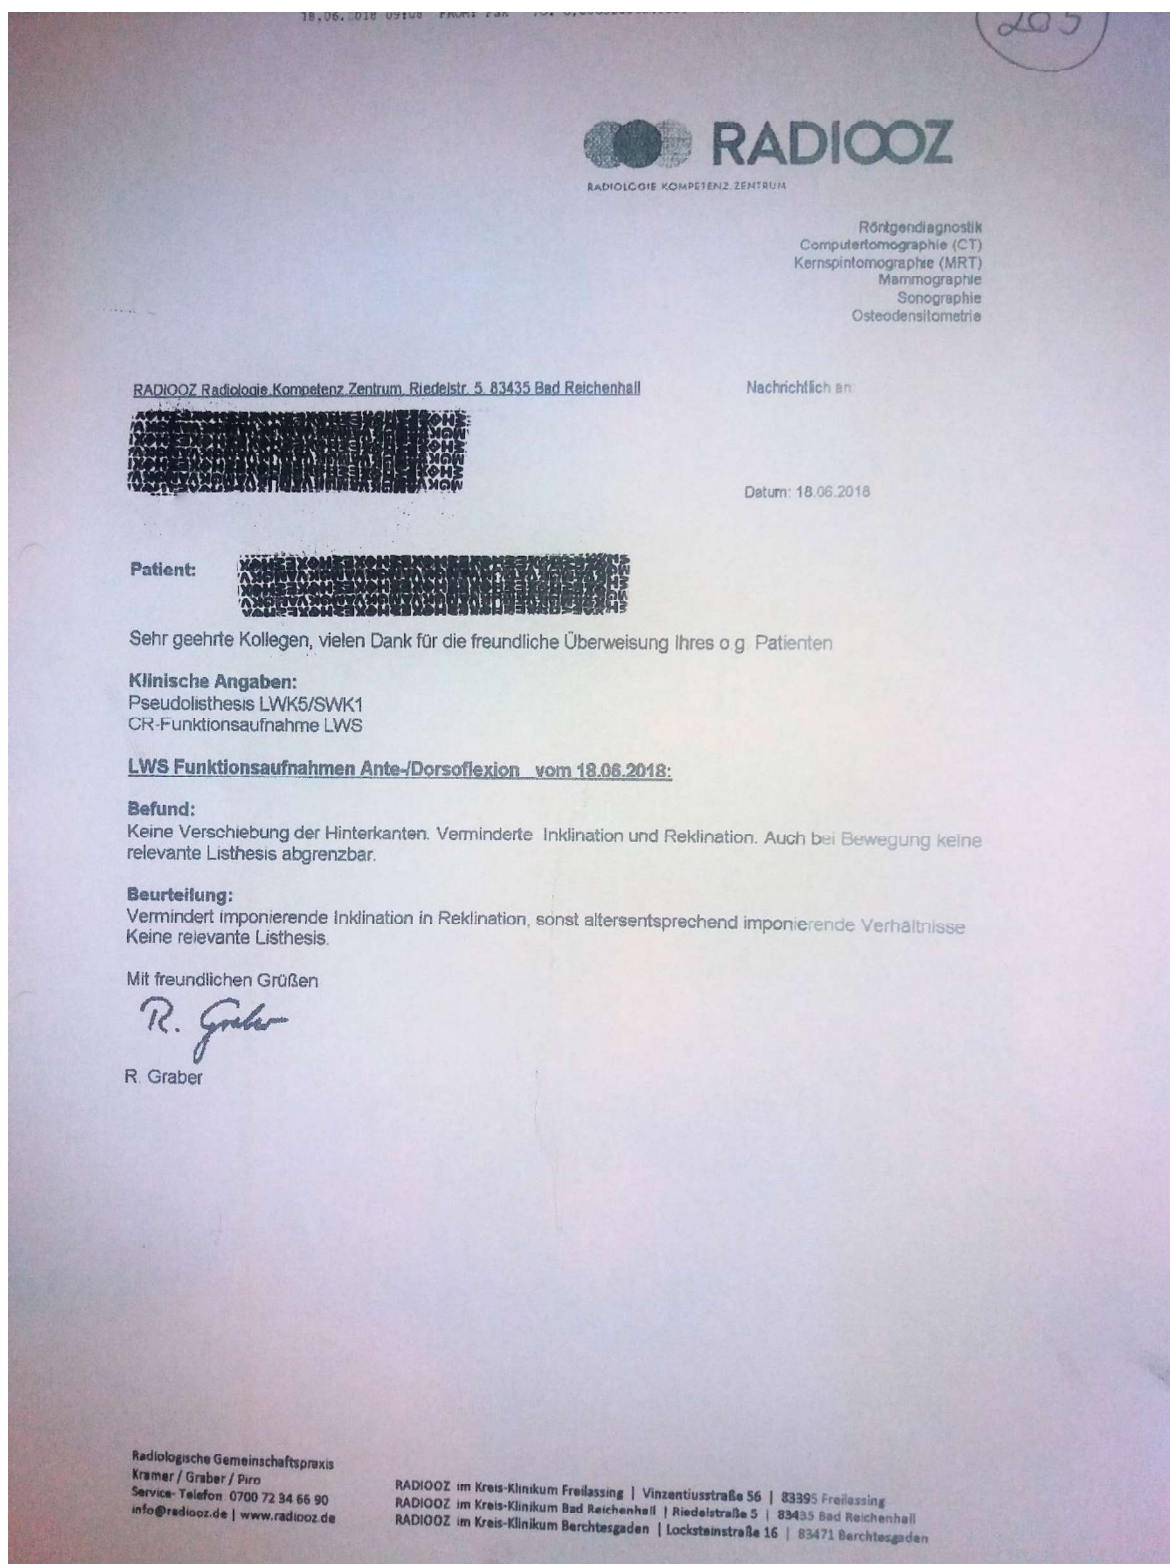 18.06.2018 09:08
205
RADIOOZ
RADIOLOGIE KOMPETENZ ZENTRUM
Röntgendiagnostik
Computertomographie (CT)
Kernspintomographie (MRT)
Mammographie
Sonographie
Osteodensitometrie
RADIOOZ Radiologie Kompetenz Zentrum, Riedelstr. 5, 83435 Bad Reichenhall
Nachrichtlich an:
Datum: 18.06.2018
Patient:
Sehr geehrte Kollegen, vielen Dank für die freundliche Überweisung Ihres o g Patienten
Klinische Angaben:
Pseudolisthesis LWK5/SWK1
CR-Funktionsaufnahme LWS
LWS Funktionsaufnahmen Ante-/Dorsoflexion vom 18.06.2018:
Befund:
Keine Verschiebung der Hinterkanten. Verminderte Inklination und Reklination. Auch bei Bewegung keine
relevante Listhesis abgrenzbar.
Beurteilung:
Vermindert imponierende Inklination in Reklination, sonst altersentsprechend imponierende Verhältnisse
Keine relevante Listhesis.
Mit freundlichen Grüßen
R. Graber
R. Graber
Radiologische Gemeinschaftspraxis
Kramer / Graber / Piro
Service-Telefon 0700 72 34 66 90
info@radiooz.de | www.radiooz.de
RADIOOZ im Kreis-Klinikum Freilassing | Vinzentiusstraße 56 | 83395 Freilassing
RADIOOZ im Kreis-Klinikum Bad Reichenhall | Riedelstraße 5 | 83435 Bad Reichenhall
RADIOOZ im Kreis-Klinikum Berchtesgaden | Locksteinstraße 16 | 83471 Berchtesgaden